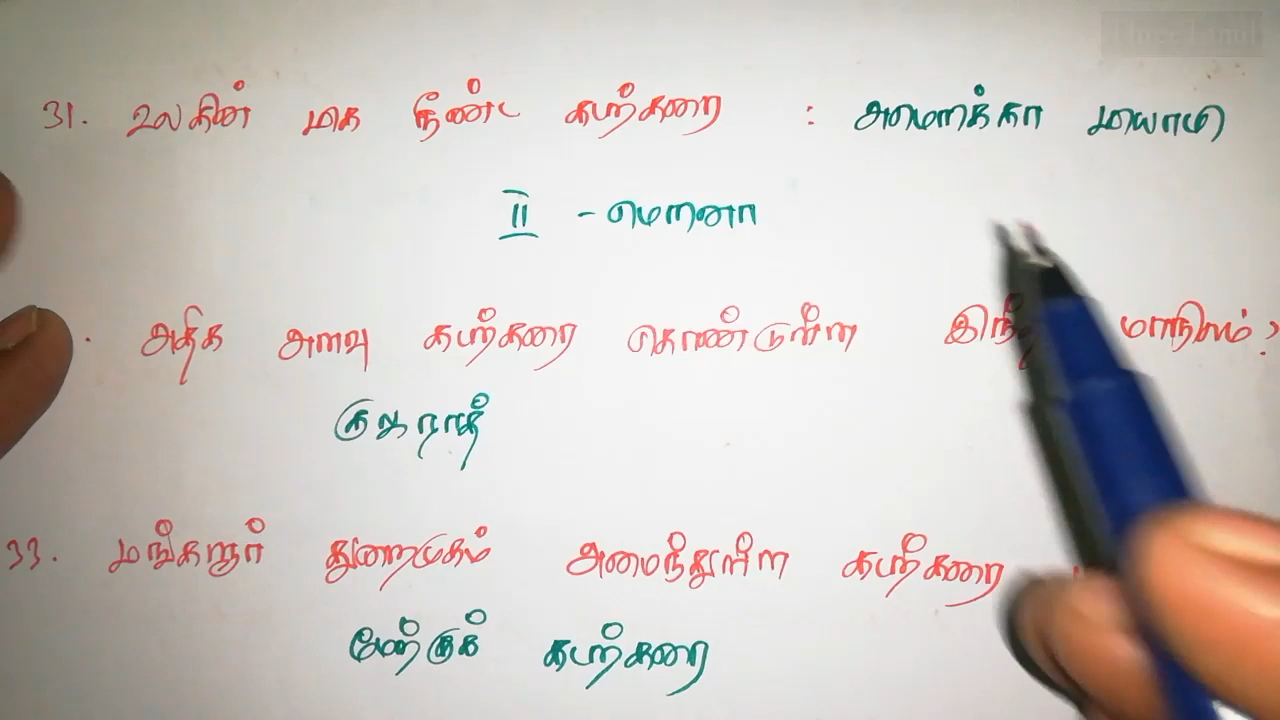 31. உலகின் மிக நீண்ட கடற்கரை : அமெரிக்கா மியாமி
II - மெரினா
. அதிக அளவு கடற்கரை கொண்டுள்ள மாநிலம் ?
குஜராத்
33. மங்களூர் துறைமுகம் அமைந்துள்ள கடற்கரை
மேற்குக் கடற்கரை